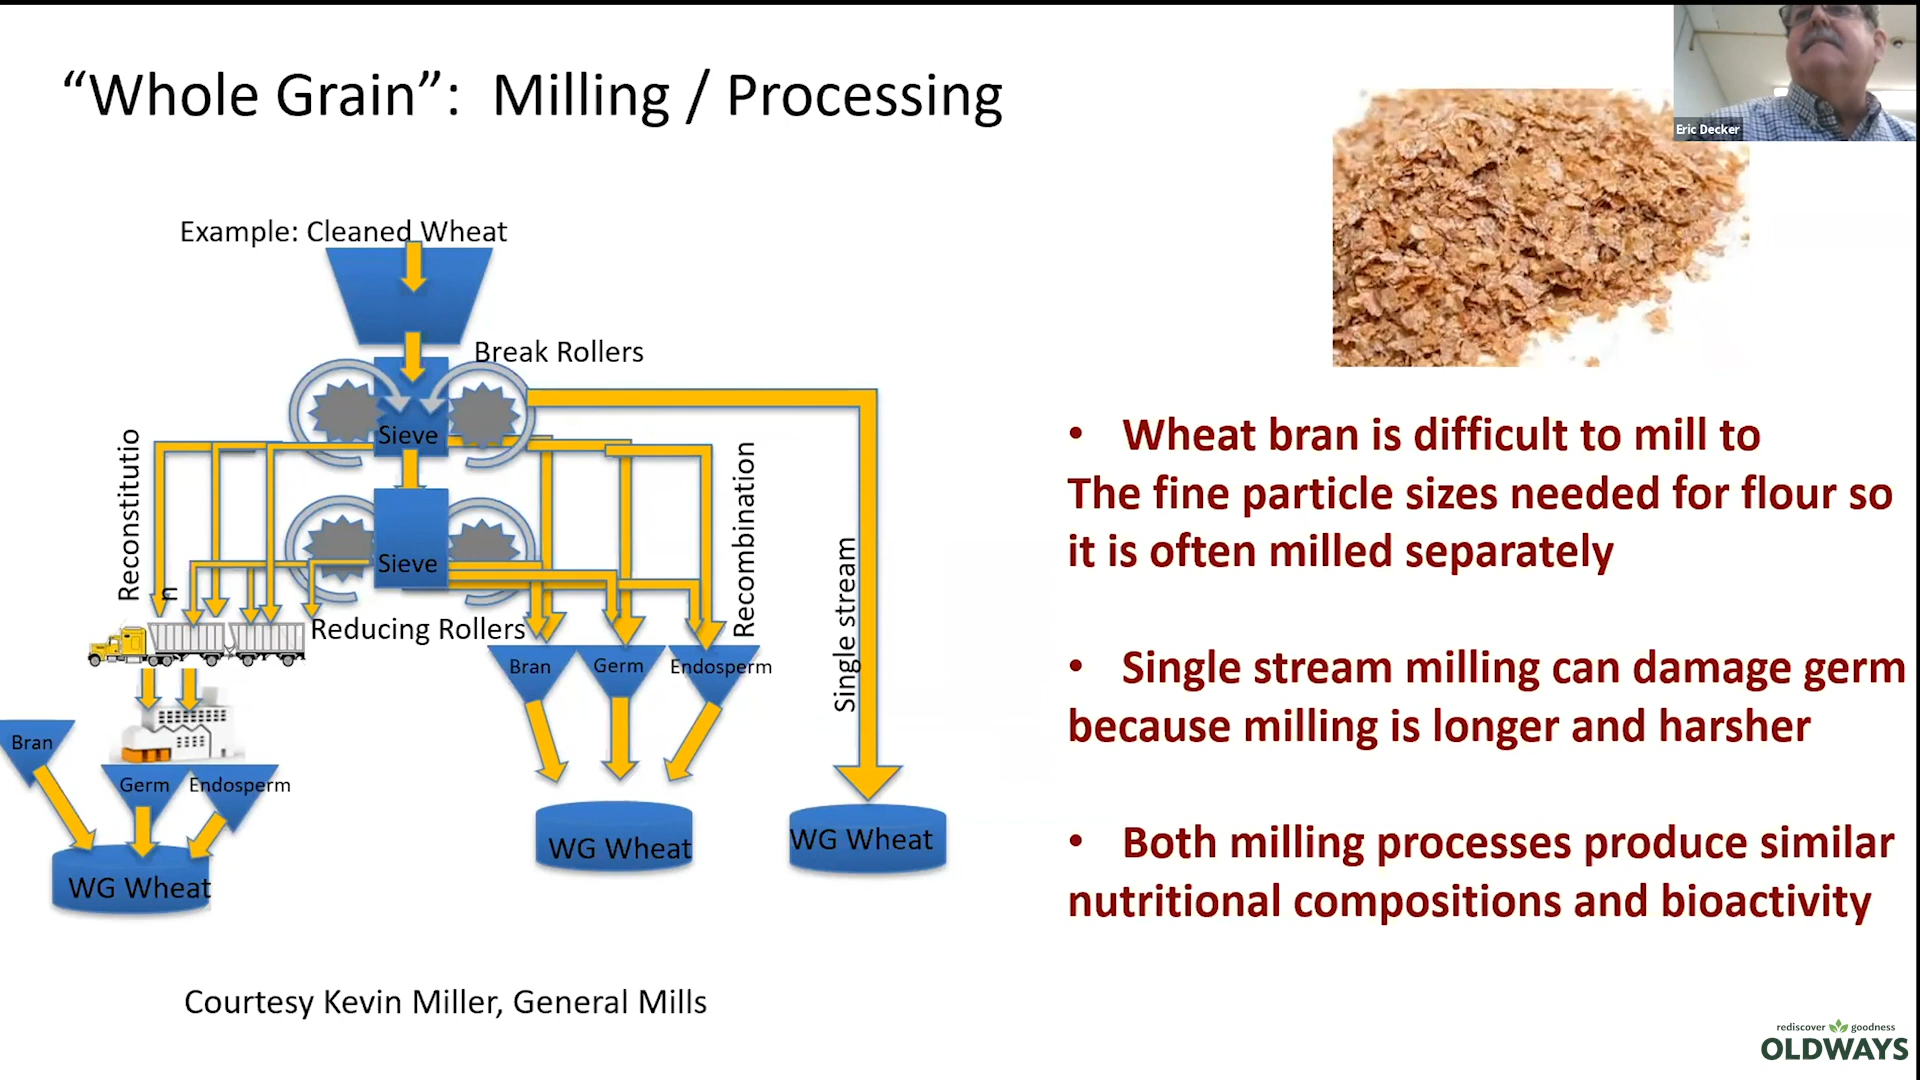 “Whole Grain”: Milling / Processing
Eric Decker
Example: Cleaned Wheat
Break Rollers
Sieve
Reconstitutio
n
Recombination
Single stream
Sieve
Reducing Rollers
Bran
Germ
Endosperm
Bran
Germ
Endosperm
WG Wheat
WG Wheat
WG Wheat
• Wheat bran is difficult to mill to
The fine particle sizes needed for flour so
it is often milled separately
• Single stream milling can damage germ
because milling is longer and harsher
• Both milling processes produce similar
nutritional compositions and bioactivity
Courtesy Kevin Miller, General Mills
rediscover goodness
OLDWAYS